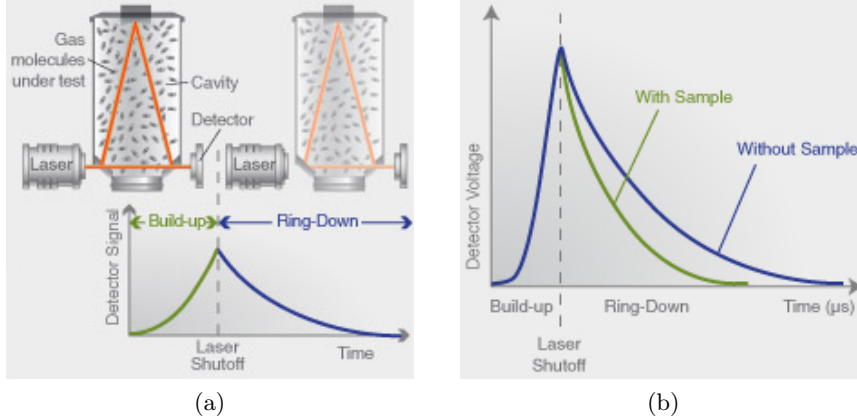 Gas
molecules
under test
Cavity
Detector
Laser
Laser
Build-up
Ring-Down
Detector Signal
Laser
Shutoff
Time
(a)
Detector Voltage
With Sample
Without Sample
Build-up
Ring-Down
Time (µs)
Laser
Shutoff
(b)